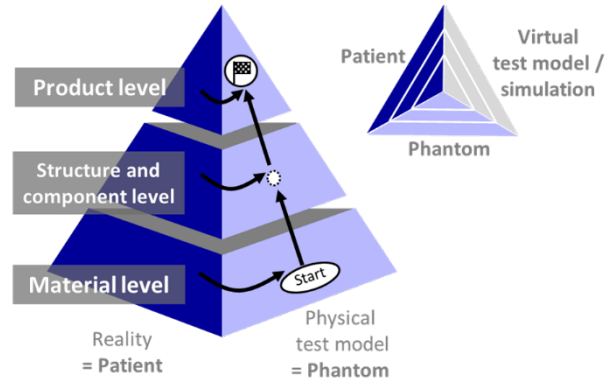 Product level
Structure and
component level
Material level
Start
Reality
= Patient
Physical
test model
= Phantom
Patient
Virtual
test model /
simulation
Phantom